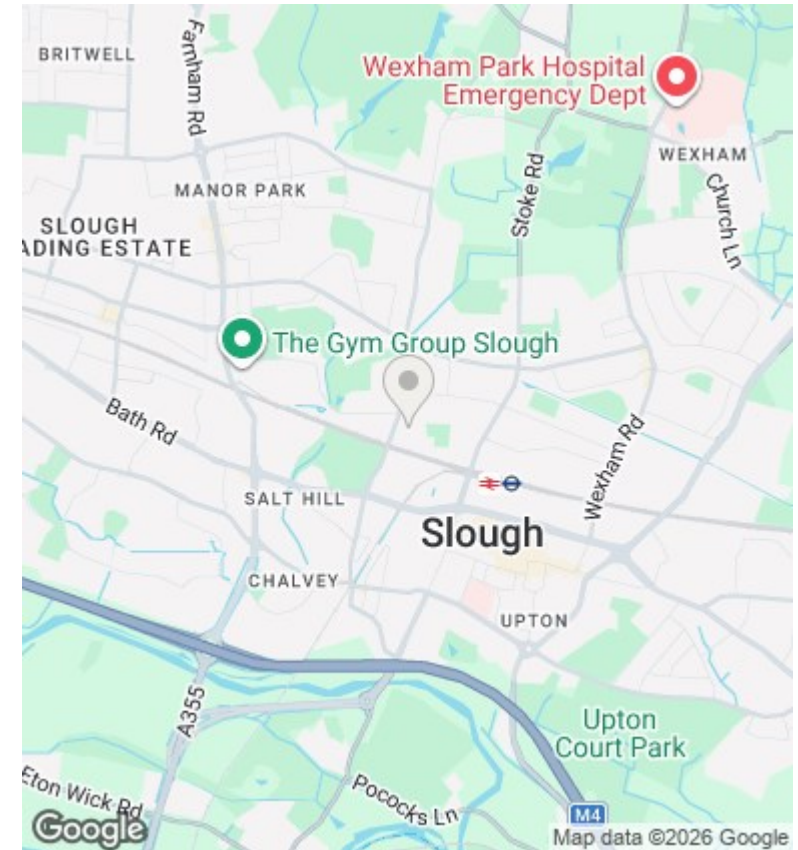 BRITWELL
Farnham Rd
Wexham Park Hospital
Emergency Dept
WEXHAM
MANOR PARK
Stoke Rd
Church Ln
SLOUGH
ADING ESTATE
The Gym Group Slough
Bath Rd
Wexham Rd
SALT HILL
Slough
CHALVEY
UPTON
A355
Upton
Court Park
Eton Wick Rd
Pococks Ln
M4
Google
Map data ©2026 Google